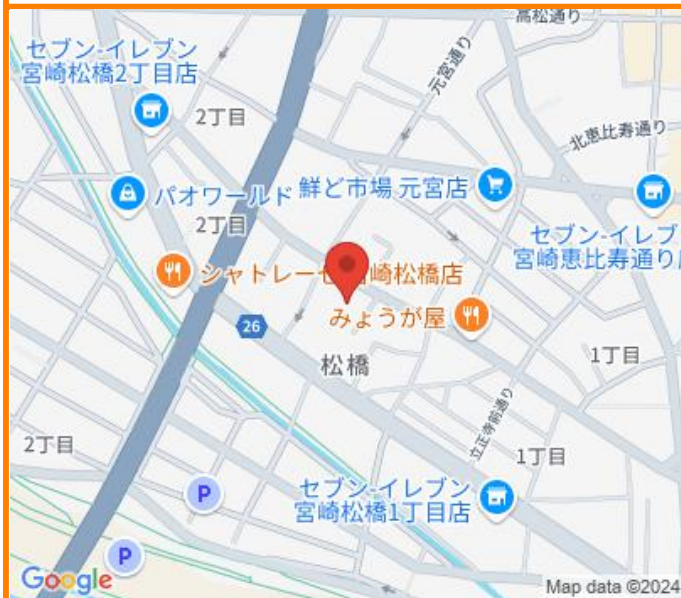 高松通り
セブン-イレブン
宮崎松橋2丁目店
元宮通り
2丁目
北恵比寿通り
パオワールド
鮮ど市場 元宮店
2丁目
セブン-イレブ
宮崎恵比寿通り店
シャトレーゼ宮崎松橋店
みょうが屋
26
松橋
1丁目
立正寺前通り
2丁目
1丁目
セブン-イレブン
宮崎松橋1丁目店
P
P
Google
Map data ©2024